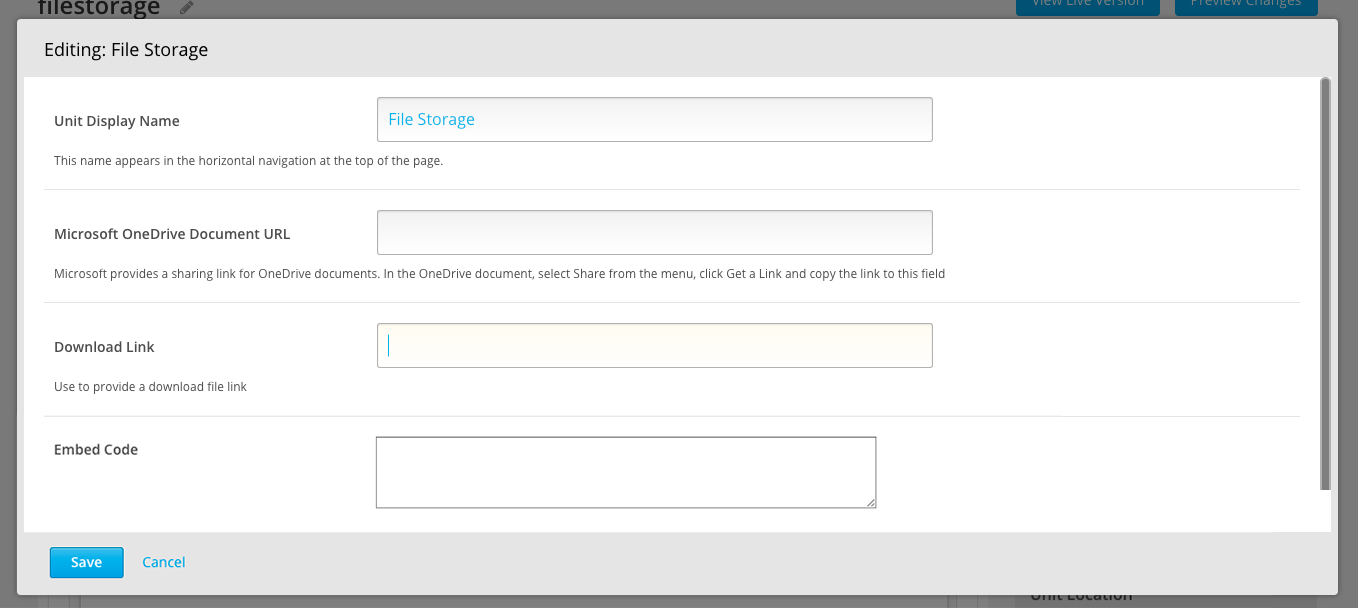 filestorage
View Live Version
Preview Changes
Editing: File Storage
Unit Display Name
File Storage
This name appears in the horizontal navigation at the top of the page.
Microsoft OneDrive Document URL
Microsoft provides a sharing link for OneDrive documents. In the OneDrive document, select Share from the menu, click Get a Link and copy the link to this field
Download Link
Use to provide a download file link
Embed Code
Save
Cancel
Unit Location